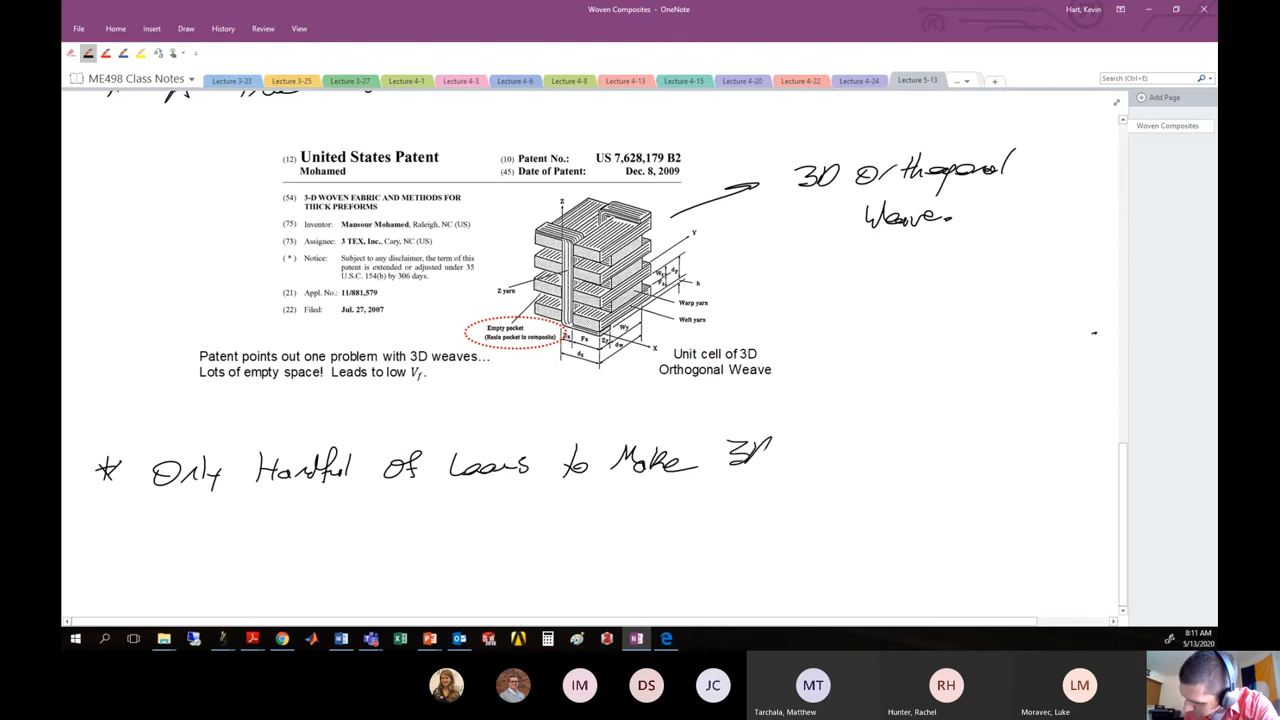 Woven Composites - OneNote
Hart, Kevin
File Home Insert Draw History Review View
ME498 Class Notes
Lecture 3-23 Lecture 3-25 Lecture 3-27 Lecture 4-1 Lecture 4-3 Lecture 4-6 Lecture 4-8 Lecture 4-13 Lecture 4-15 Lecture 4-20 Lecture 4-22 Lecture 4-24 Lecture 5-13
Search (Ctrl+E)
Add Page
Woven Composites
(12) United States Patent
Mohamed
(10) Patent No.: US 7,628,179 B2
(45) Date of Patent: Dec. 8, 2009
(54) 3-D WOVEN FABRIC AND METHODS FOR
THICK PREFORMS
(75) Inventor: Mansour Mohamed, Raleigh, NC (US)
(73) Assignee: 3 TEX, Inc., Cary, NC (US)
(*) Notice: Subject to any disclaimer, the term of this
patent is extended or adjusted under 35
U.S.C. 154(b) by 306 days.
(21) Appl. No.: 11/881,579
(22) Filed: Jul. 27, 2007
Z
Y
h
Z yarn
Warp yarn
Weft yarn
Empty pocket
(Resin pocket in composite)
X
Unit cell of 3D
Orthogonal Weave
3D Orthogonal
Weave.
Patent points out one problem with 3D weaves...
Lots of empty space! Leads to low Vf.
* Only Handful of Looms to Make 3D
8:11 AM
5/13/2020
IM DS JC MT RH LM
Tarchala, Matthew
Hunter, Rachel
Moravec, Luke